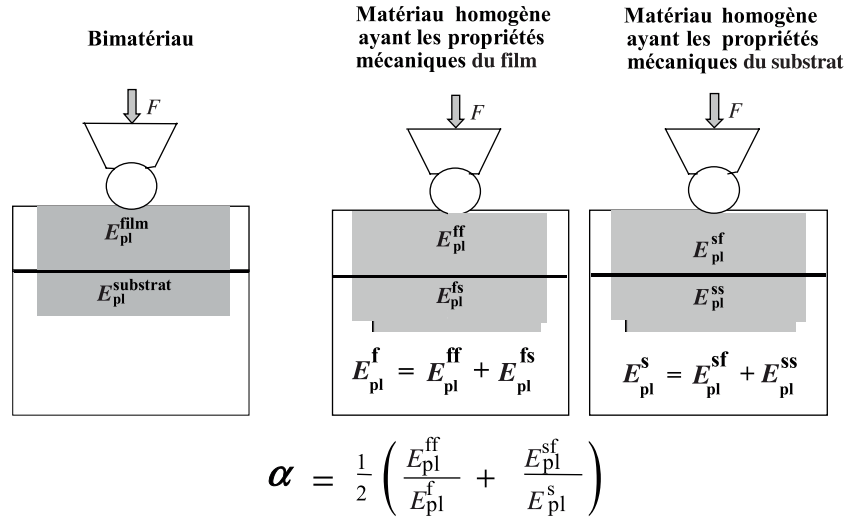 Bimatériau
F
E_pl^film
E_pl^substrat
Matériau homogène
ayant les propriétés
mécaniques du film
F
E_pl^ff
E_pl^fs
E_pl^f = E_pl^ff + E_pl^fs
Matériau homogène
ayant les propriétés
mécaniques du substrat
F
E_pl^sf
E_pl^ss
E_pl^s = E_pl^sf + E_pl^ss
α = 1/2 ( E_pl^ff / E_pl^f + E_pl^sf / E_pl^s )